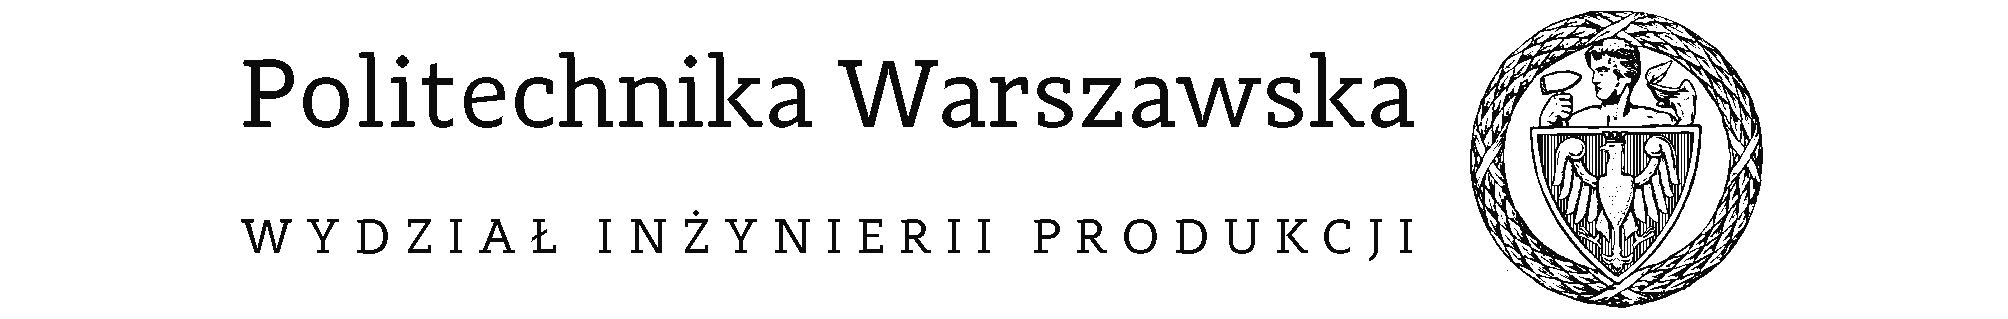 Politechnika Warszawska
WYDZIAŁ INŻYNIERII PRODUKCJI